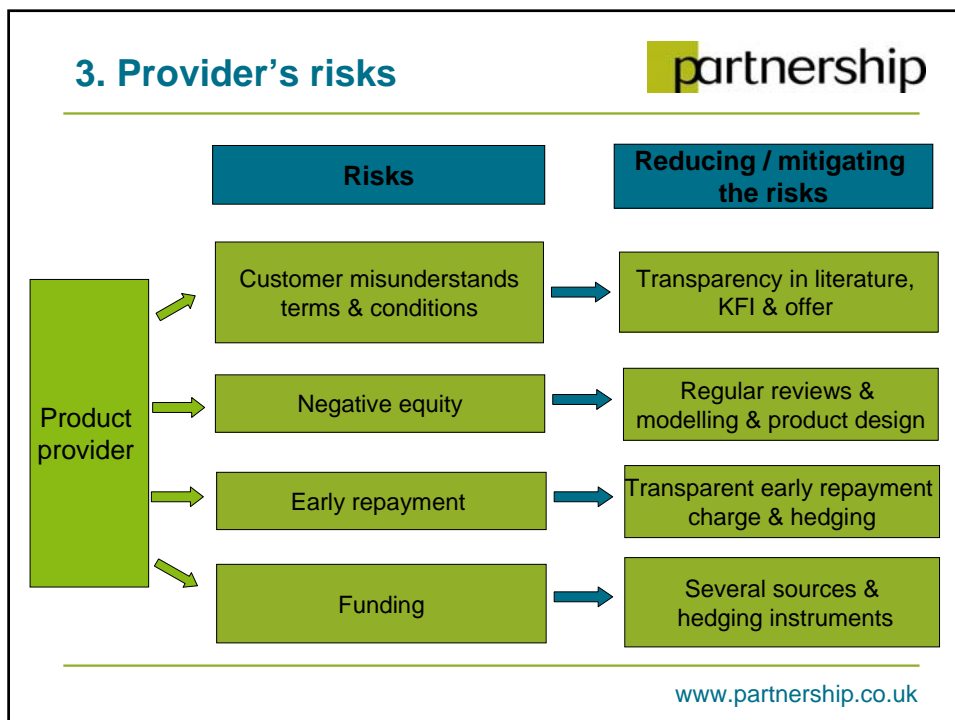 3. Provider's risks
partnership
Risks
Reducing / mitigating
the risks
Product
provider
Customer misunderstands
terms & conditions
Transparency in literature,
KFI & offer
Negative equity
Regular reviews &
modelling & product design
Early repayment
Transparent early repayment
charge & hedging
Funding
Several sources &
hedging instruments
www.partnership.co.uk